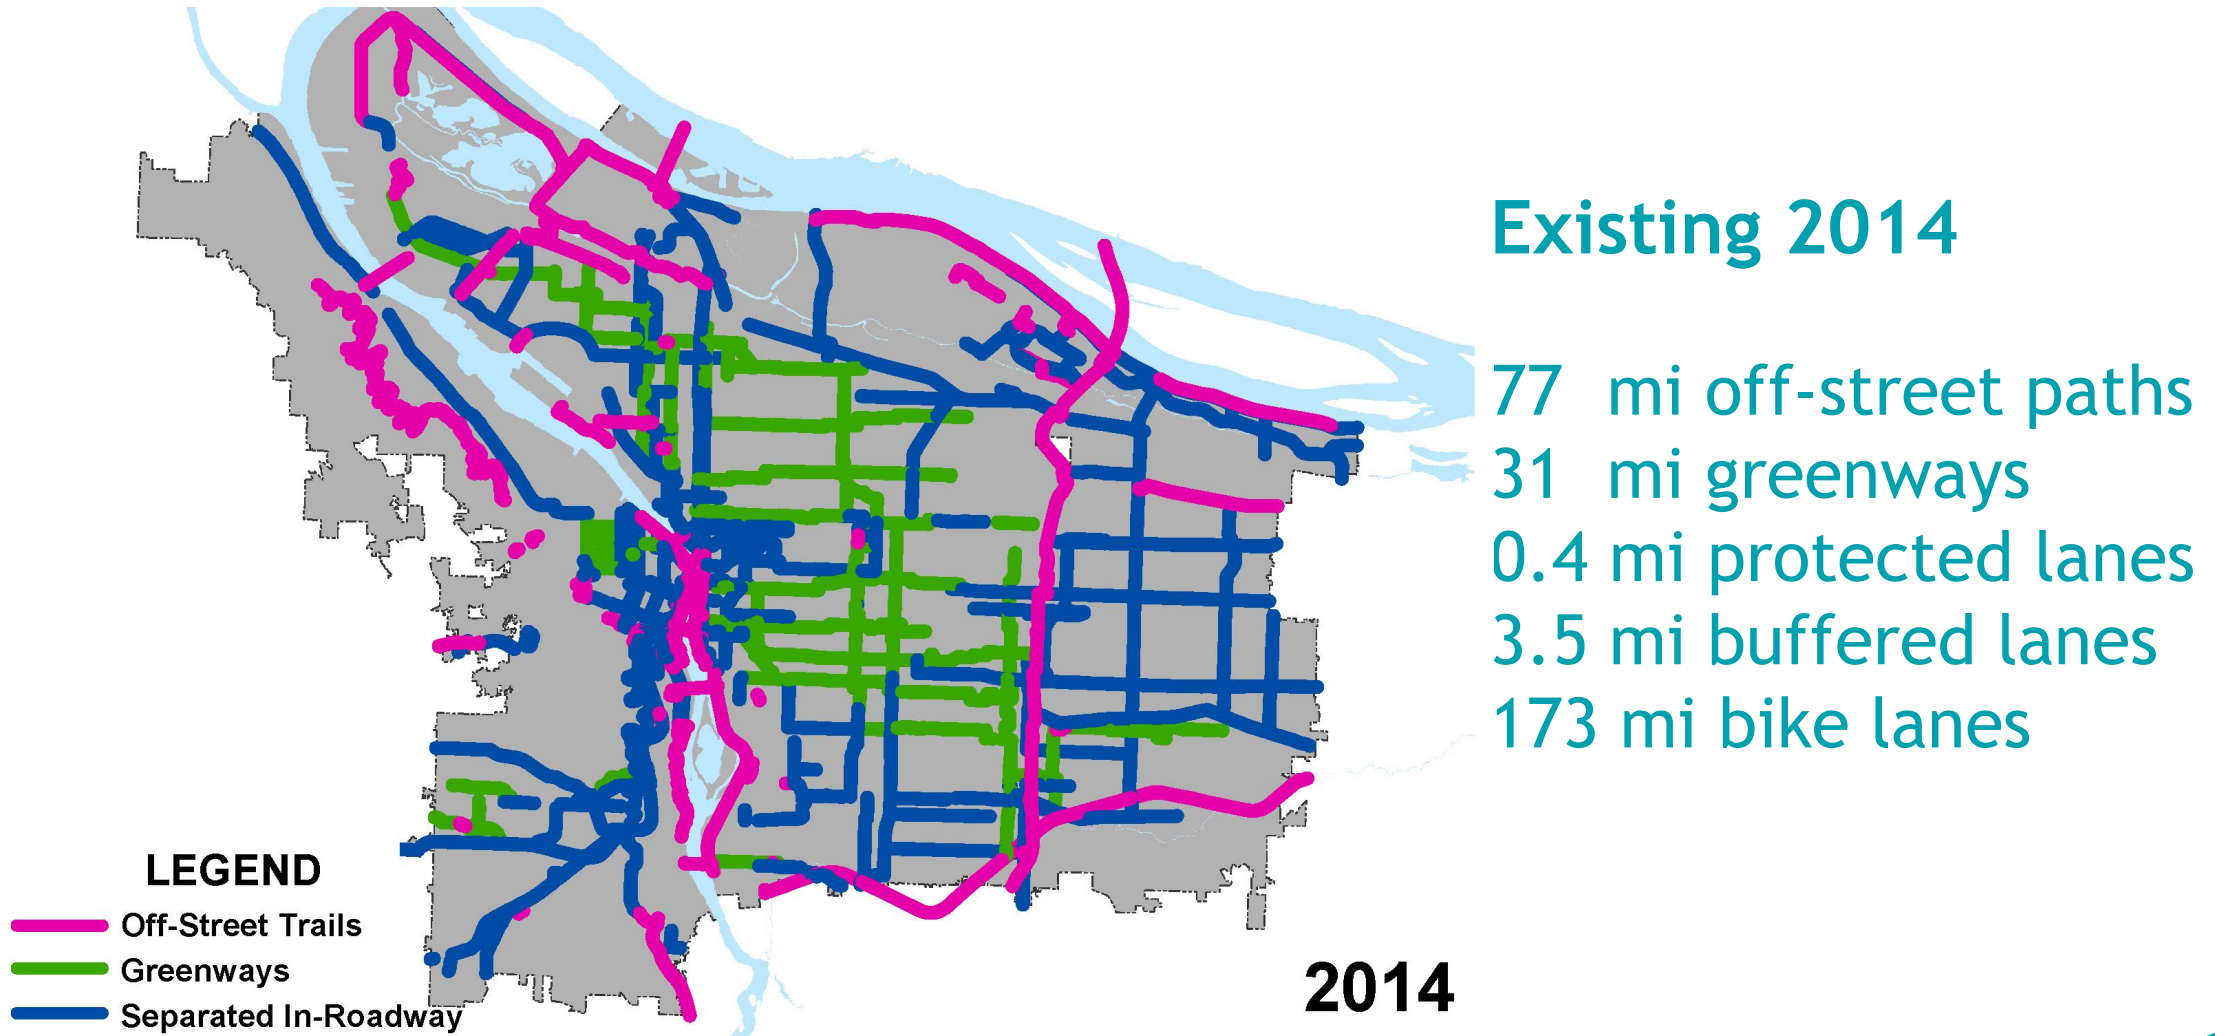 Existing 2014
77 mi off-street paths
31 mi greenways
0.4 mi protected lanes
3.5 mi buffered lanes
173 mi bike lanes
LEGEND
Off-Street Trails
Greenways
Separated In-Roadway
2014